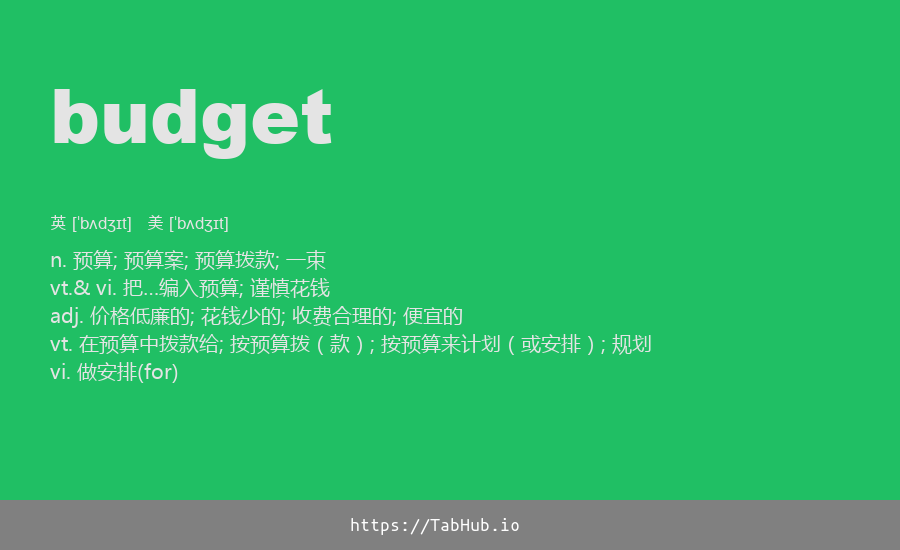 budget
英 [ˈbʌdʒɪt] 美 [ˈbʌdʒɪt]
n. 预算; 预算案; 预算拨款; 一束
vt.& vi. 把…编入预算; 谨慎花钱
adj. 价格低廉的; 花钱少的; 收费合理的; 便宜的
vt. 在预算中拨款给; 按预算拨（款）; 按预算来计划（或安排）; 规划
vi. 做安排(for)
https://TabHub.io